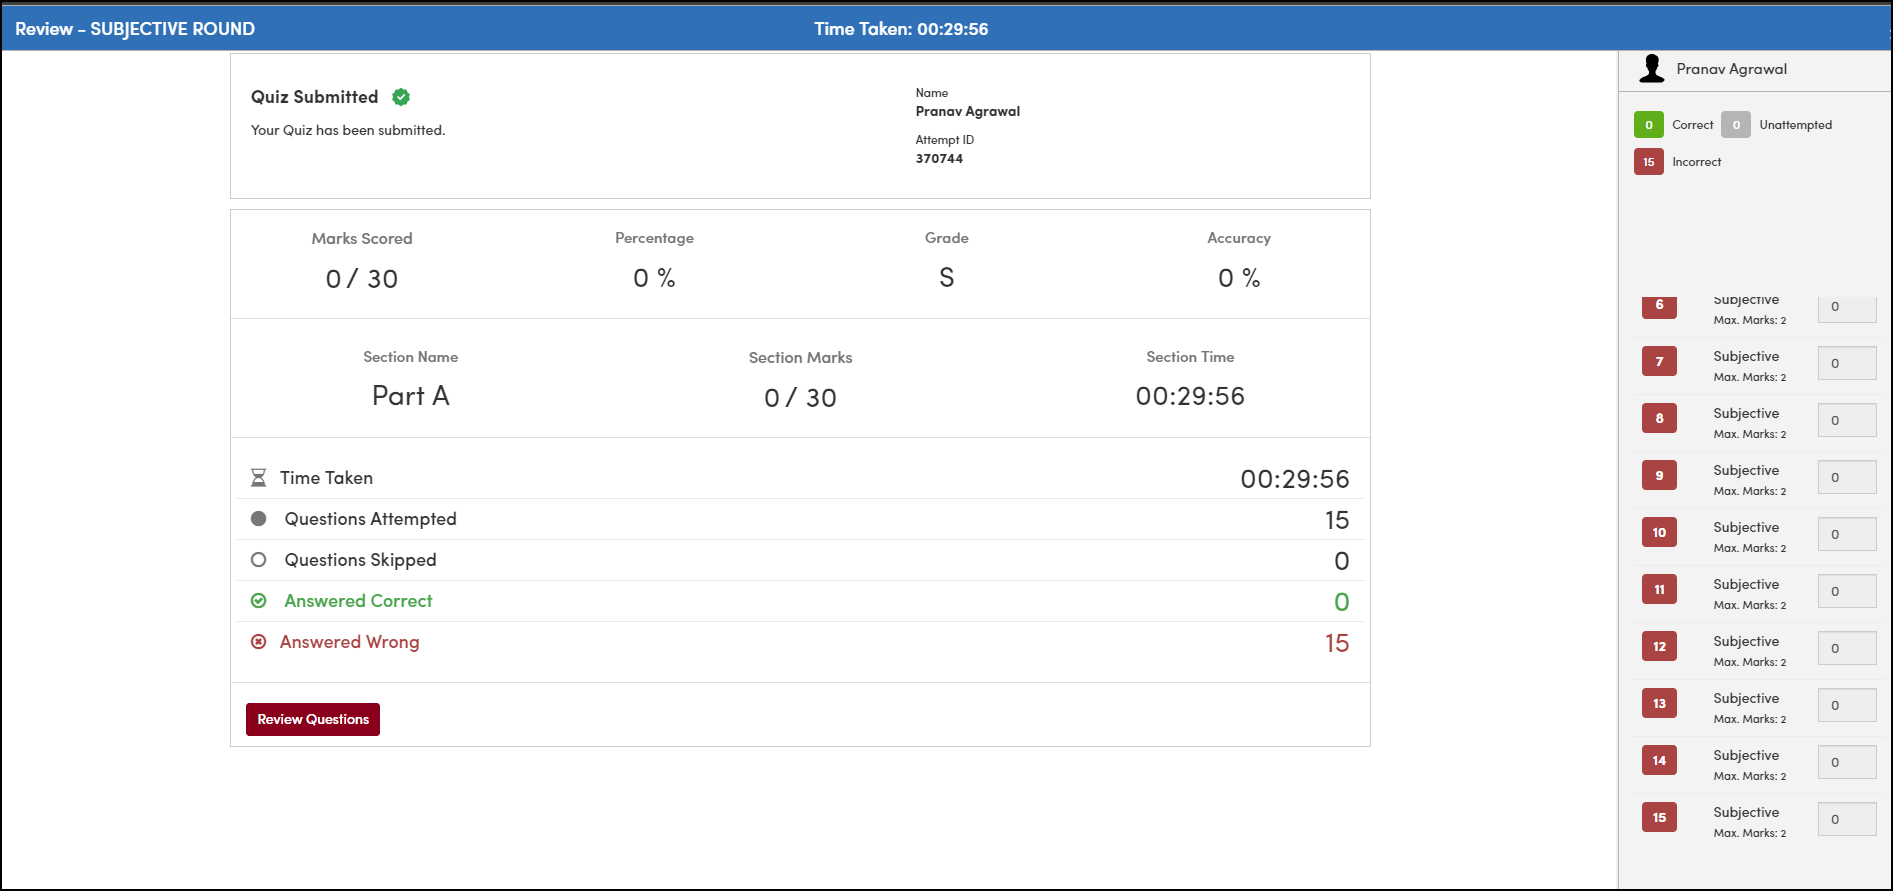 Review - SUBJECTIVE ROUND
Time Taken: 00:29:56
Quiz Submitted
Your Quiz has been submitted.
Name
Pranav Agrawal
Attempt ID
370744
Marks Scored
0 / 30
Percentage
0 %
Grade
S
Accuracy
0 %
Section Name
Part A
Section Marks
0 / 30
Section Time
00:29:56
Time Taken 00:29:56
Questions Attempted 15
Questions Skipped 0
Answered Correct 0
Answered Wrong 15
Review Questions
Pranav Agrawal
0 Correct 0 Unattempted
15 Incorrect
6 Subjective 0
Max. Marks: 2
7 Subjective 0
Max. Marks: 2
8 Subjective 0
Max. Marks: 2
9 Subjective 0
Max. Marks: 2
10 Subjective 0
Max. Marks: 2
11 Subjective 0
Max. Marks: 2
12 Subjective 0
Max. Marks: 2
13 Subjective 0
Max. Marks: 2
14 Subjective 0
Max. Marks: 2
15 Subjective 0
Max. Marks: 2